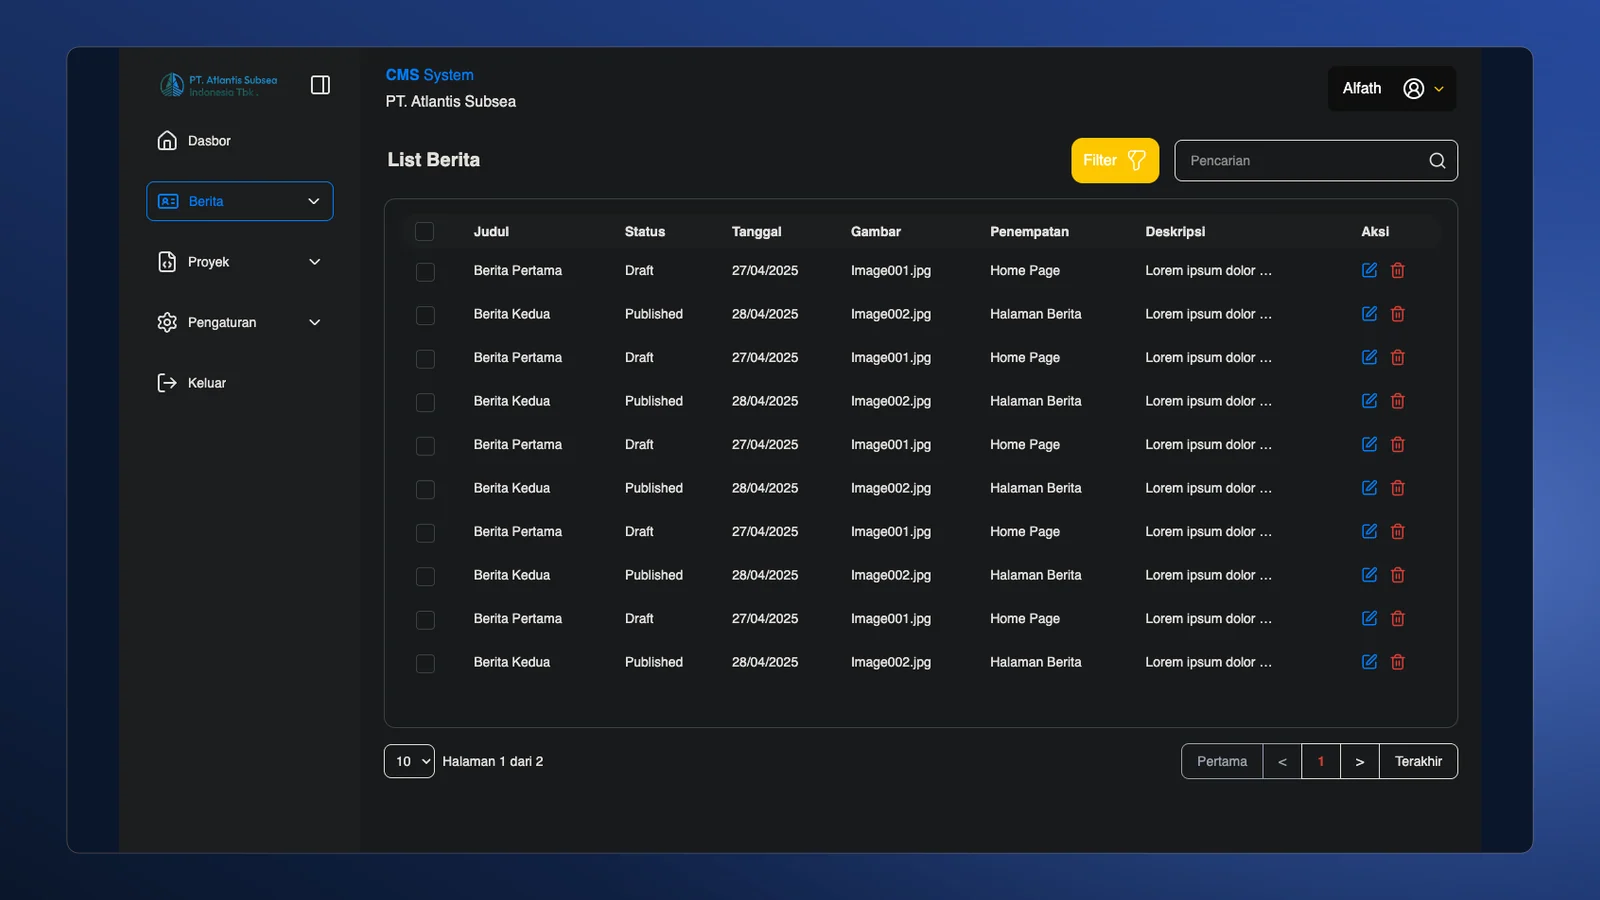 PT. Atlantis Subsea
Indonesia Tbk.
Dasbor
Berita
Proyek
Pengaturan
Keluar
CMS System
PT. Atlantis Subsea
Alfath
List Berita
Filter
Pencarian
Judul Status Tanggal Gambar Penempatan Deskripsi Aksi
Berita Pertama Draft 27/04/2025 Image001.jpg Home Page Lorem ipsum dolor ...
Berita Kedua Published 28/04/2025 Image002.jpg Halaman Berita Lorem ipsum dolor ...
Berita Pertama Draft 27/04/2025 Image001.jpg Home Page Lorem ipsum dolor ...
Berita Kedua Published 28/04/2025 Image002.jpg Halaman Berita Lorem ipsum dolor ...
Berita Pertama Draft 27/04/2025 Image001.jpg Home Page Lorem ipsum dolor ...
Berita Kedua Published 28/04/2025 Image002.jpg Halaman Berita Lorem ipsum dolor ...
Berita Pertama Draft 27/04/2025 Image001.jpg Home Page Lorem ipsum dolor ...
Berita Kedua Published 28/04/2025 Image002.jpg Halaman Berita Lorem ipsum dolor ...
Berita Pertama Draft 27/04/2025 Image001.jpg Home Page Lorem ipsum dolor ...
Berita Kedua Published 28/04/2025 Image002.jpg Halaman Berita Lorem ipsum dolor ...
10 Halaman 1 dari 2
Pertama < 1 > Terakhir